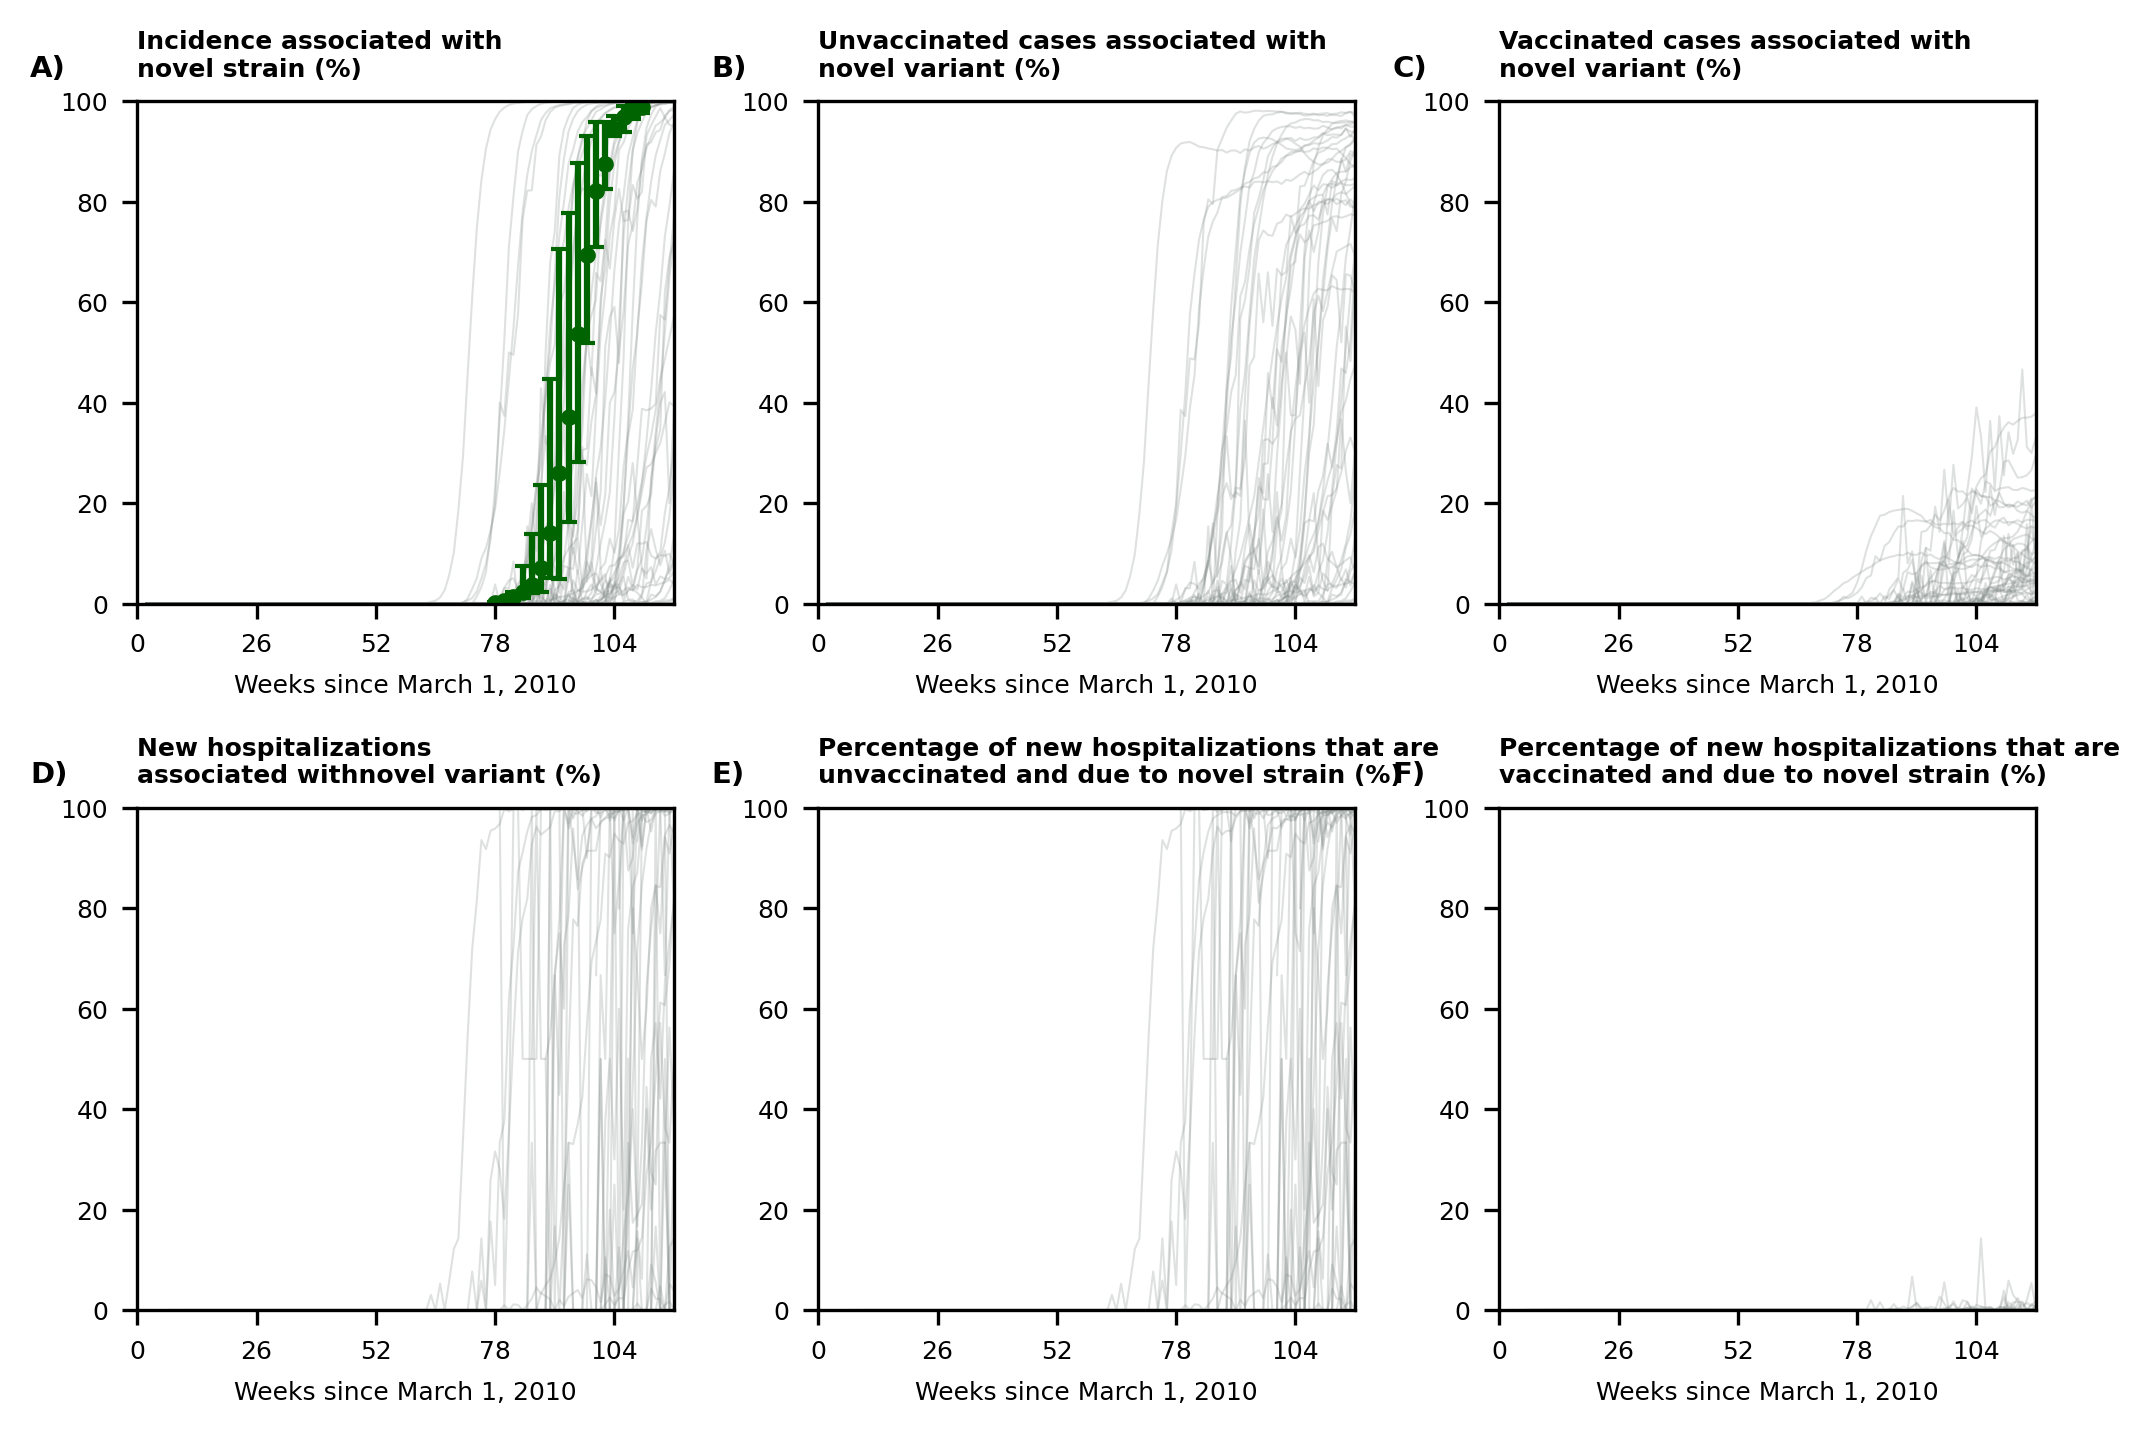 A)
Incidence associated with
novel strain (%)
100
80
60
40
20
0
0 26 52 78 104
Weeks since March 1, 2010
B)
Unvaccinated cases associated with
novel variant (%)
100
80
60
40
20
0
0 26 52 78 104
Weeks since March 1, 2010
C)
Vaccinated cases associated with
novel variant (%)
100
80
60
40
20
0
0 26 52 78 104
Weeks since March 1, 2010
D)
New hospitalizations
associated withnovel variant (%)
100
80
60
40
20
0
0 26 52 78 104
Weeks since March 1, 2010
E)
Percentage of new hospitalizations that are
unvaccinated and due to novel strain (%)
100
80
60
40
20
0
0 26 52 78 104
Weeks since March 1, 2010
F)
Percentage of new hospitalizations that are
vaccinated and due to novel strain (%)
100
80
60
40
20
0
0 26 52 78 104
Weeks since March 1, 2010